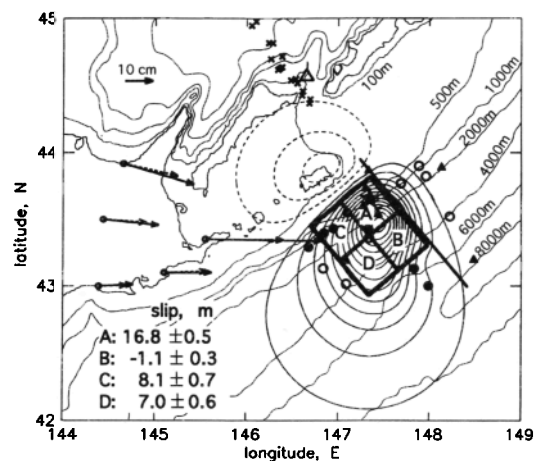 10 cm
100m
500m
1000m
2000m
4000m
6000m
8000m
A
B
C
D
slip, m
A: 16.8 ±0.5
B: -1.1 ±0.3
C: 8.1 ±0.7
D: 7.0 ±0.6
45
44
43
42
latitude, N
144 145 146 147 148 149
longitude, E